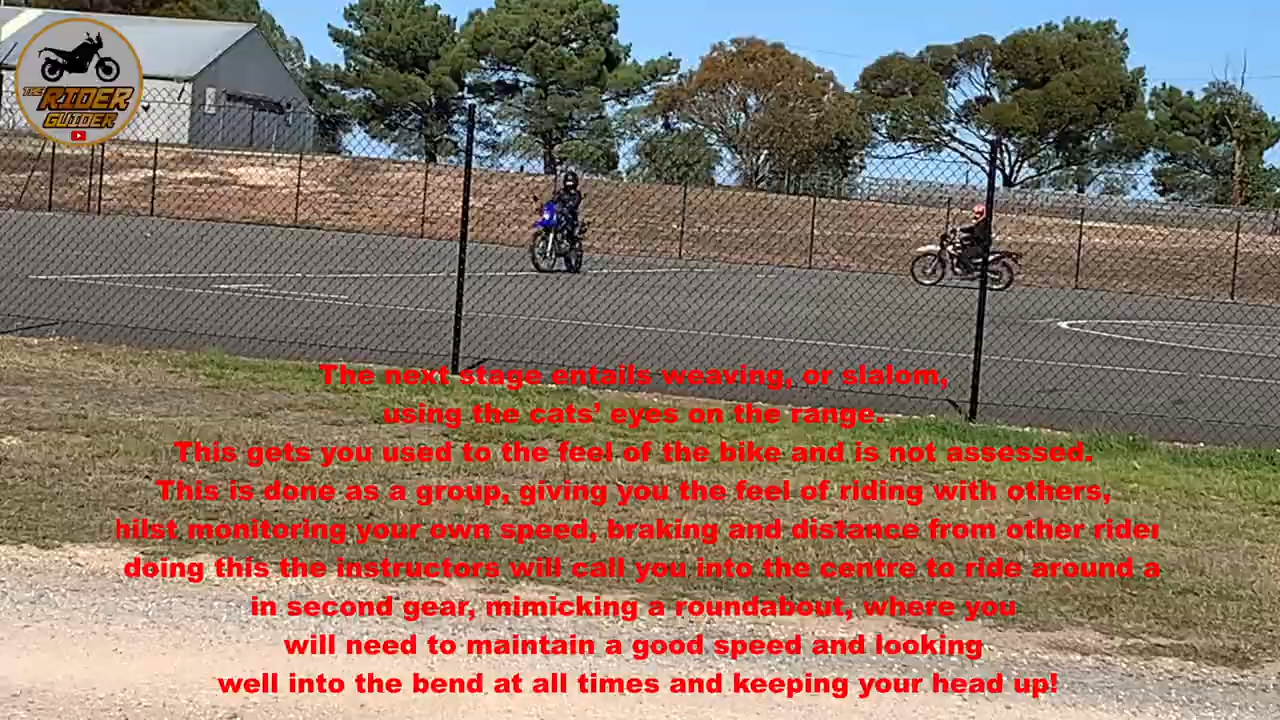 THE
RIDER
GUIDER
The next stage entails weaving, or slalom,
using the cats’ eyes on the range.
This gets you used to the feel of the bike and is not assessed.
This is done as a group, giving you the feel of riding with others,
hilst monitoring your own speed, braking and distance from other rider
doing this the instructors will call you into the centre to ride around a
in second gear, mimicking a roundabout, where you
will need to maintain a good speed and looking
well into the bend at all times and keeping your head up!